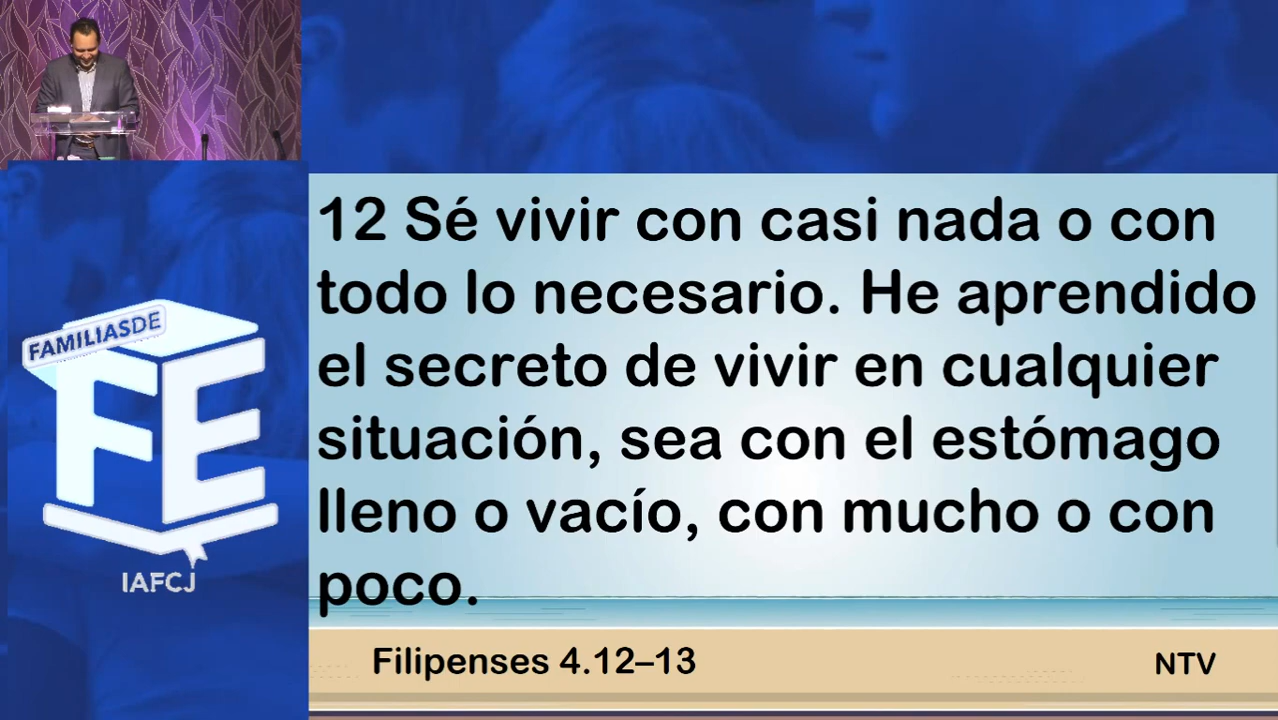 12 Sé vivir con casi nada o con
todo lo necesario. He aprendido
el secreto de vivir en cualquier
situación, sea con el estómago
lleno o vacío, con mucho o con
poco.
Filipenses 4.12–13
NTV
FAMILIASDE
FE
IAFCJ